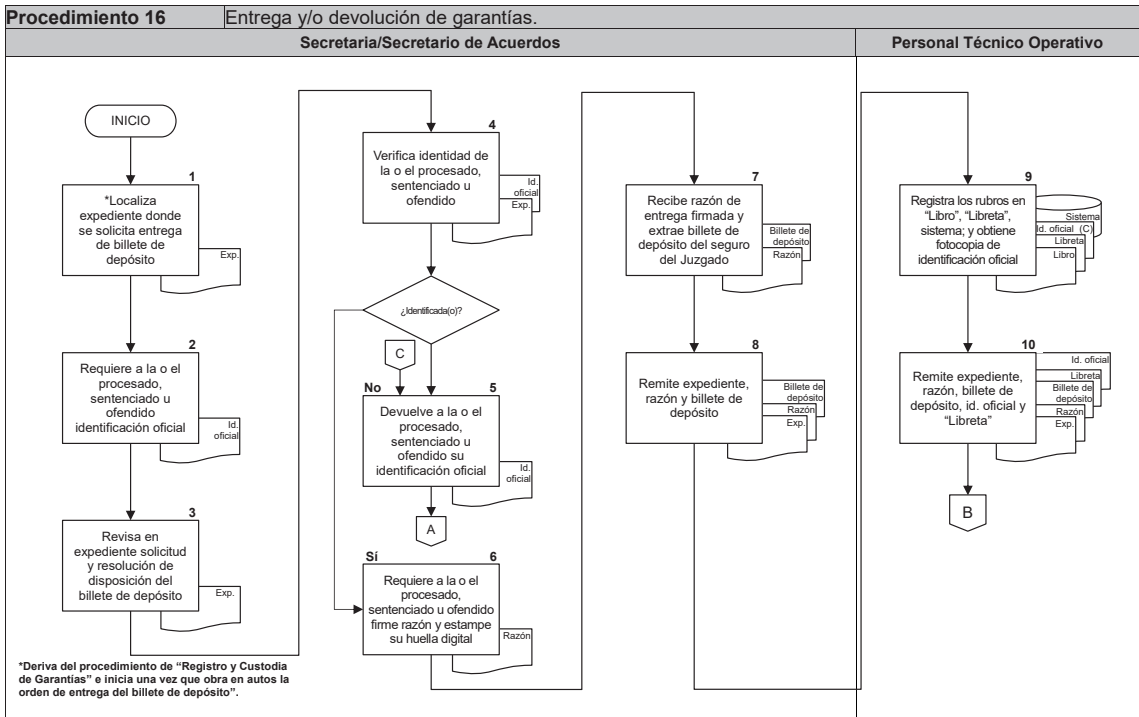 Procedimiento 16
Entrega y/o devolución de garantías.
Secretaria/Secretario de Acuerdos
Personal Técnico Operativo
INICIO
1
*Localiza
expediente donde
se solicita entrega
de billete de
depósito
Exp.
2
Requiere a la o el
procesado,
sentenciado u
ofendido
identificación oficial
Id.
oficial
3
Revisa en
expediente solicitud
y resolución de
disposición del
billete de depósito
Exp.
*Deriva del procedimiento de “Registro y Custodia
de Garantías” e inicia una vez que obra en autos la
orden de entrega del billete de depósito”.
4
Verifica identidad de
la o el procesado,
sentenciado u
ofendido
Id.
oficial
Exp.
¿Identificada(o)?
C
No
5
Devuelve a la o el
procesado,
sentenciado u
ofendido su
identificación oficial
Id.
oficial
A
Sí
6
Requiere a la o el
procesado,
sentenciado u ofendido
firme razón y estampe
su huella digital
Razón
7
Recibe razón de
entrega firmada y
extrae billete de
depósito del seguro
del Juzgado
Billete de
depósito
Razón
8
Remite expediente,
razón y billete de
depósito
Billete de
depósito
Razón
Exp.
9
Registra los rubros en
“Libro”, “Libreta”,
sistema; y obtiene
fotocopia de
identificación oficial
Sistema
Id. oficial (C)
Libreta
Libro
10
Remite expediente,
razón, billete de
depósito, id. oficial y
“Libreta”
Id. oficial
Libreta
Billete de
depósito
Razón
Exp.
B